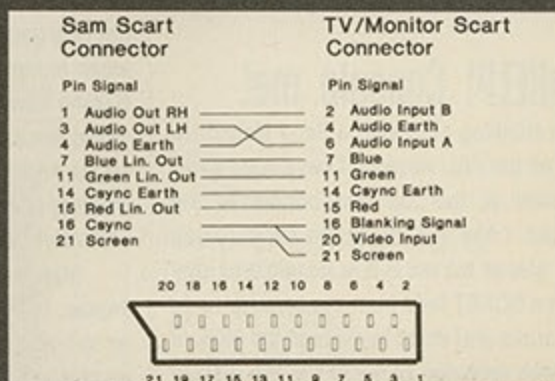 Sam Scart
Connector
Pin Signal
1 Audio Out RH
3 Audio Out LH
4 Audio Earth
7 Blue Lin. Out
11 Green Lin. Out
14 Csync Earth
15 Red Lin. Out
16 Csync
21 Screen
TV/Monitor Scart
Connector
Pin Signal
2 Audio Input B
4 Audio Earth
6 Audio Input A
7 Blue
11 Green
14 Csync Earth
15 Red
16 Blanking Signal
20 Video Input
21 Screen
20 18 16 14 12 10 8 6 4 2
21 19 17 15 13 11 9 7 5 3 1